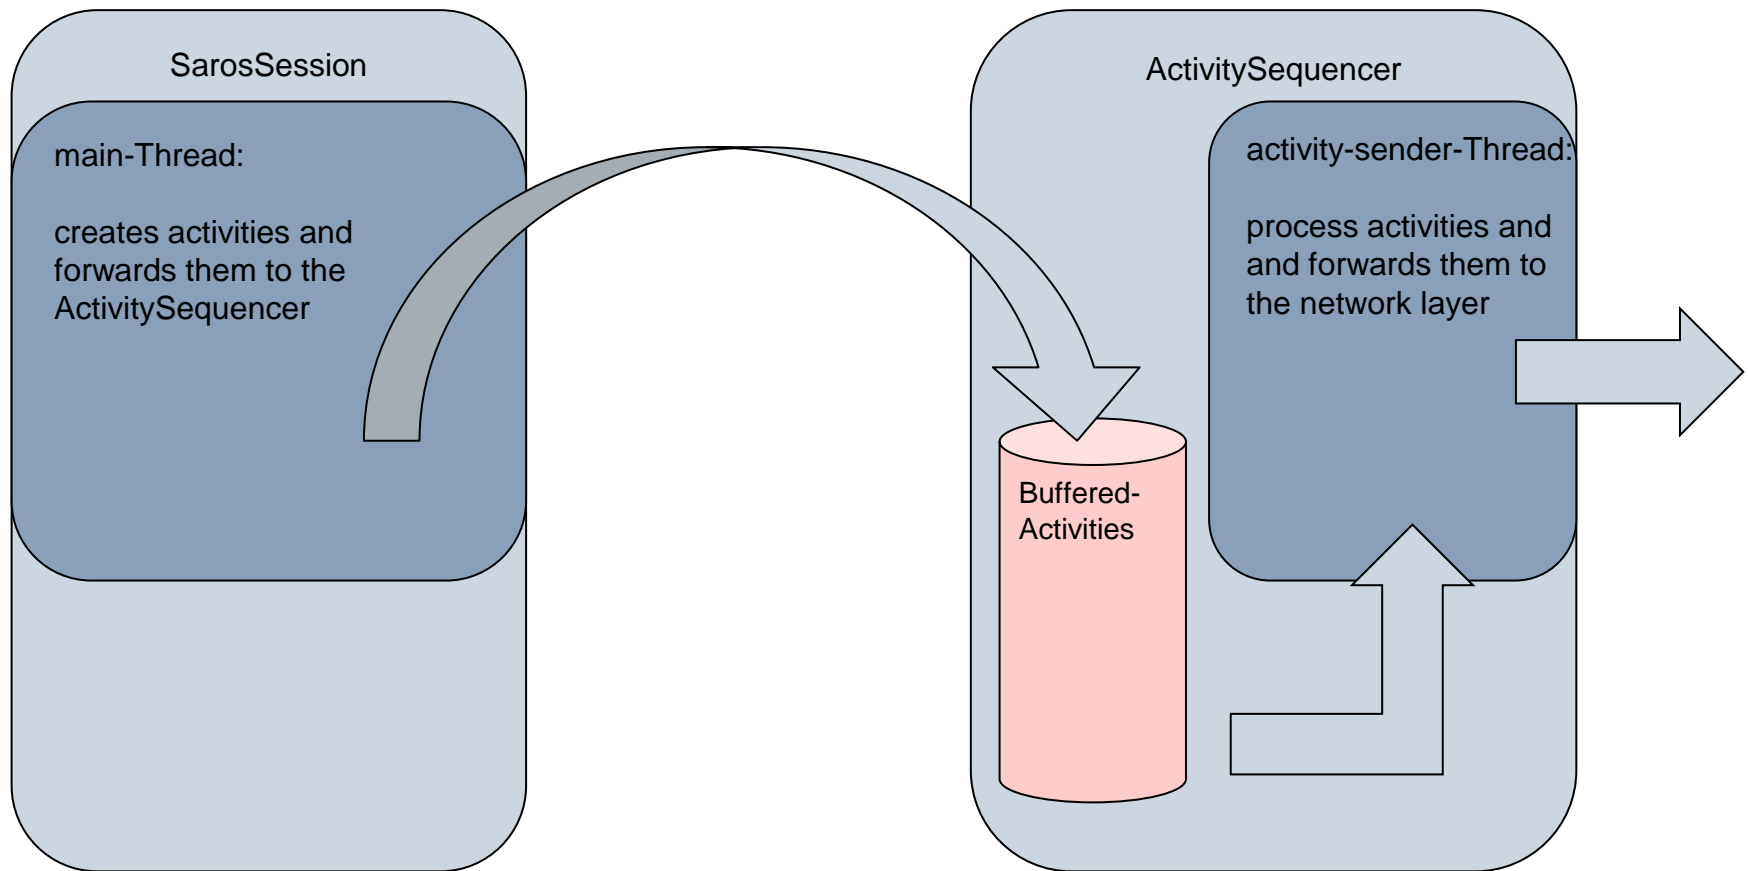 SarosSession
main-Thread:
creates activities and
forwards them to the
ActivitySequencer
ActivitySequencer
activity-sender-Thread:
process activities and
and forwards them to
the network layer
Buffered-
Activities